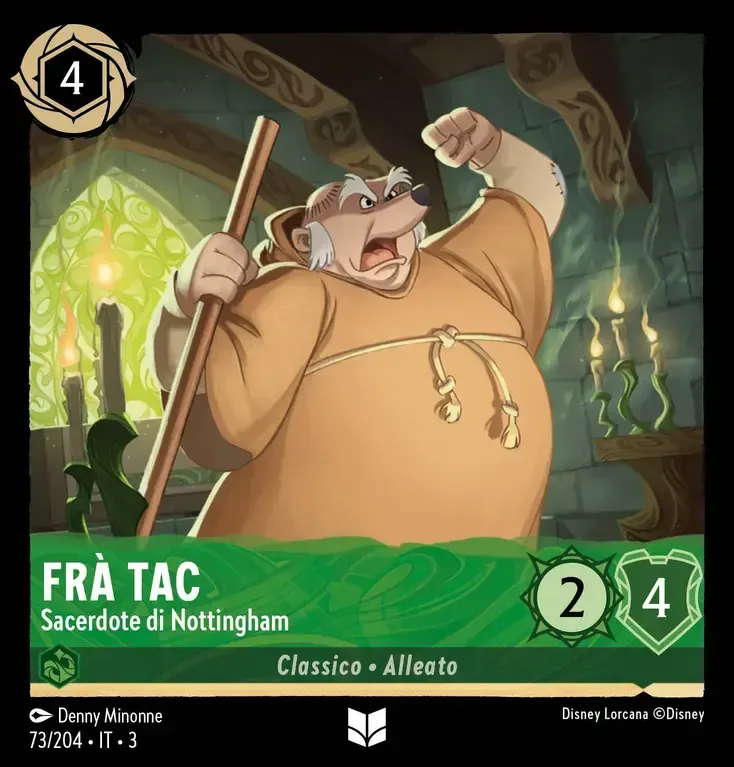 4
FRÀ TAC
Sacerdote di Nottingham
2
4
Classico • Alleato
Denny Minonne
Disney Lorcana ©Disney
73/204 • IT • 3